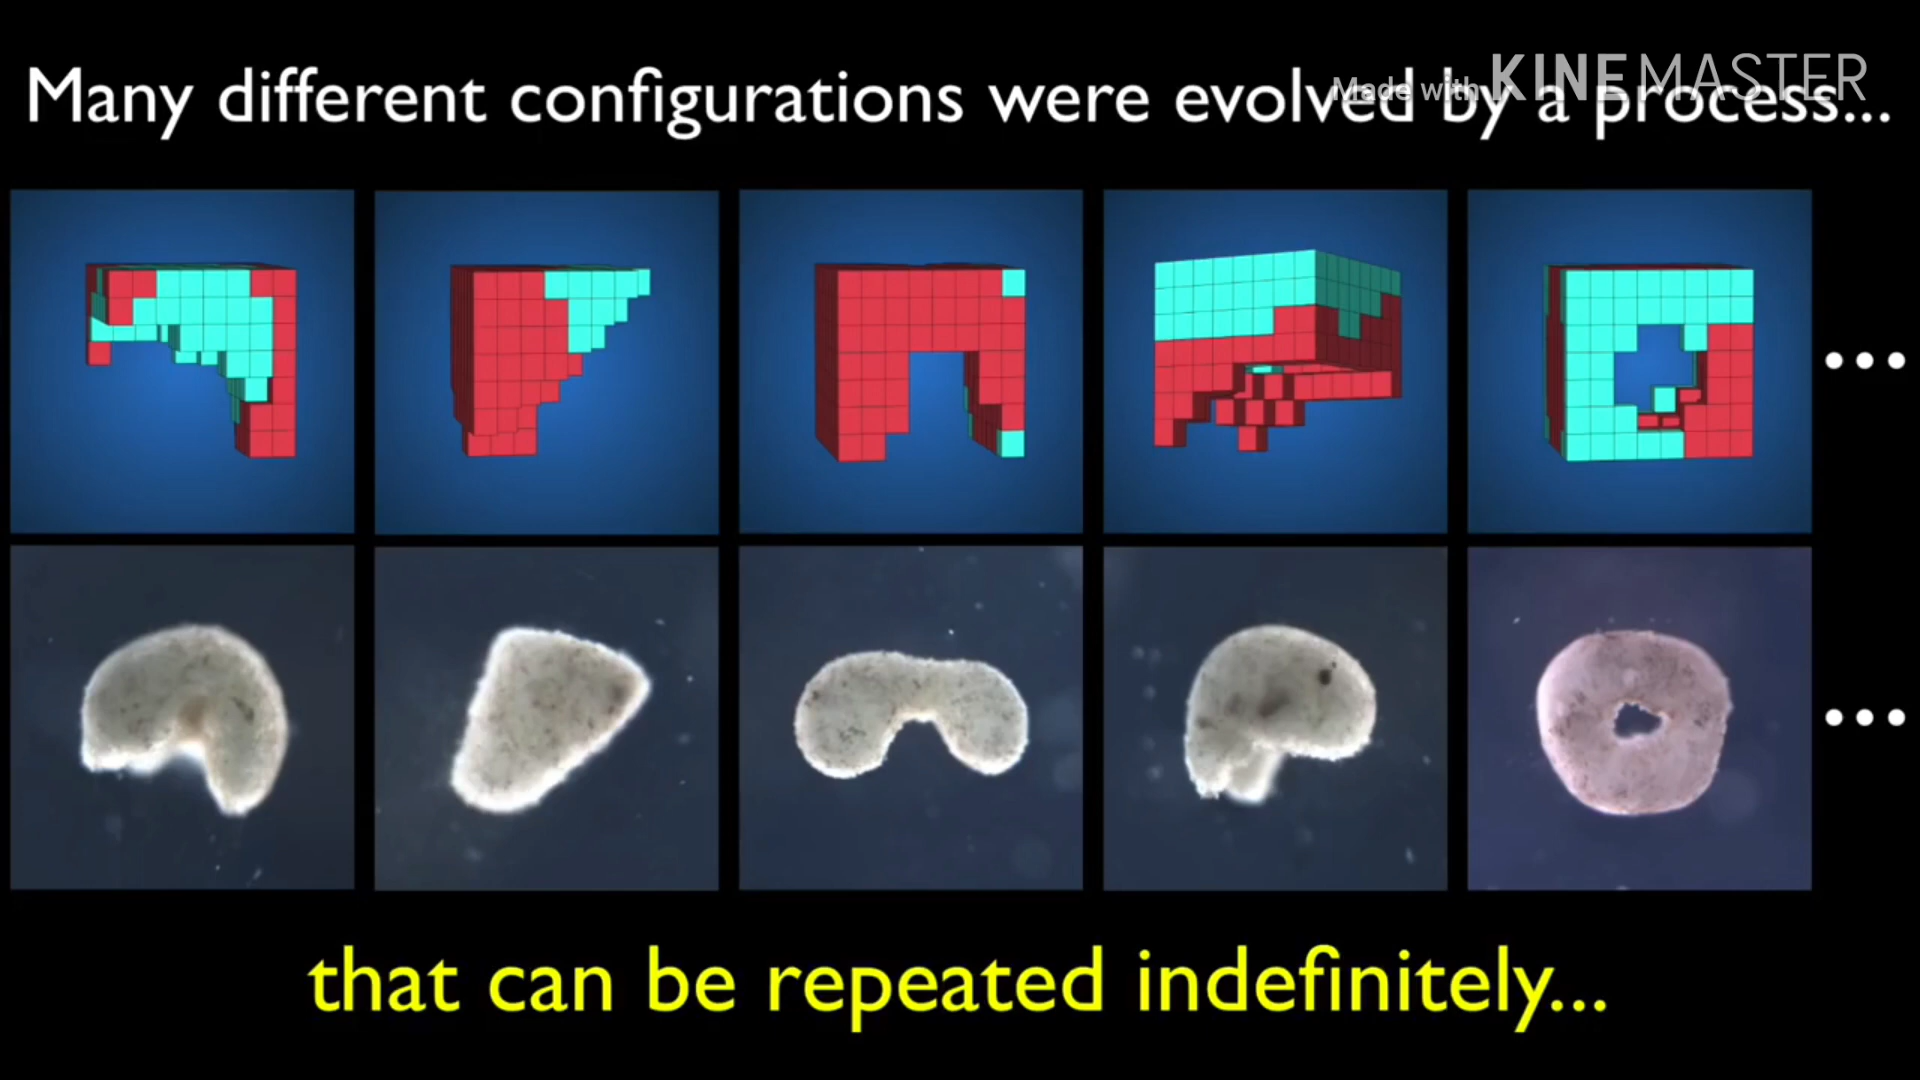 Many different configurations were evolved by a process...
Made with KINEMASTER
that can be repeated indefinitely...